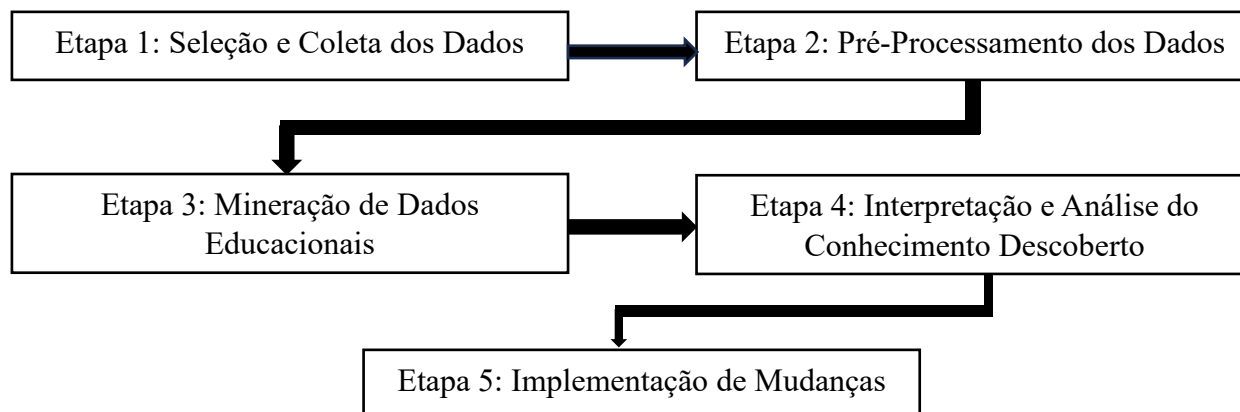 Etapa 1: Seleção e Coleta dos Dados
Etapa 2: Pré-Processamento dos Dados
Etapa 3: Mineração de Dados
Educacionais
Etapa 4: Interpretação e Análise do
Conhecimento Descoberto
Etapa 5: Implementação de Mudanças